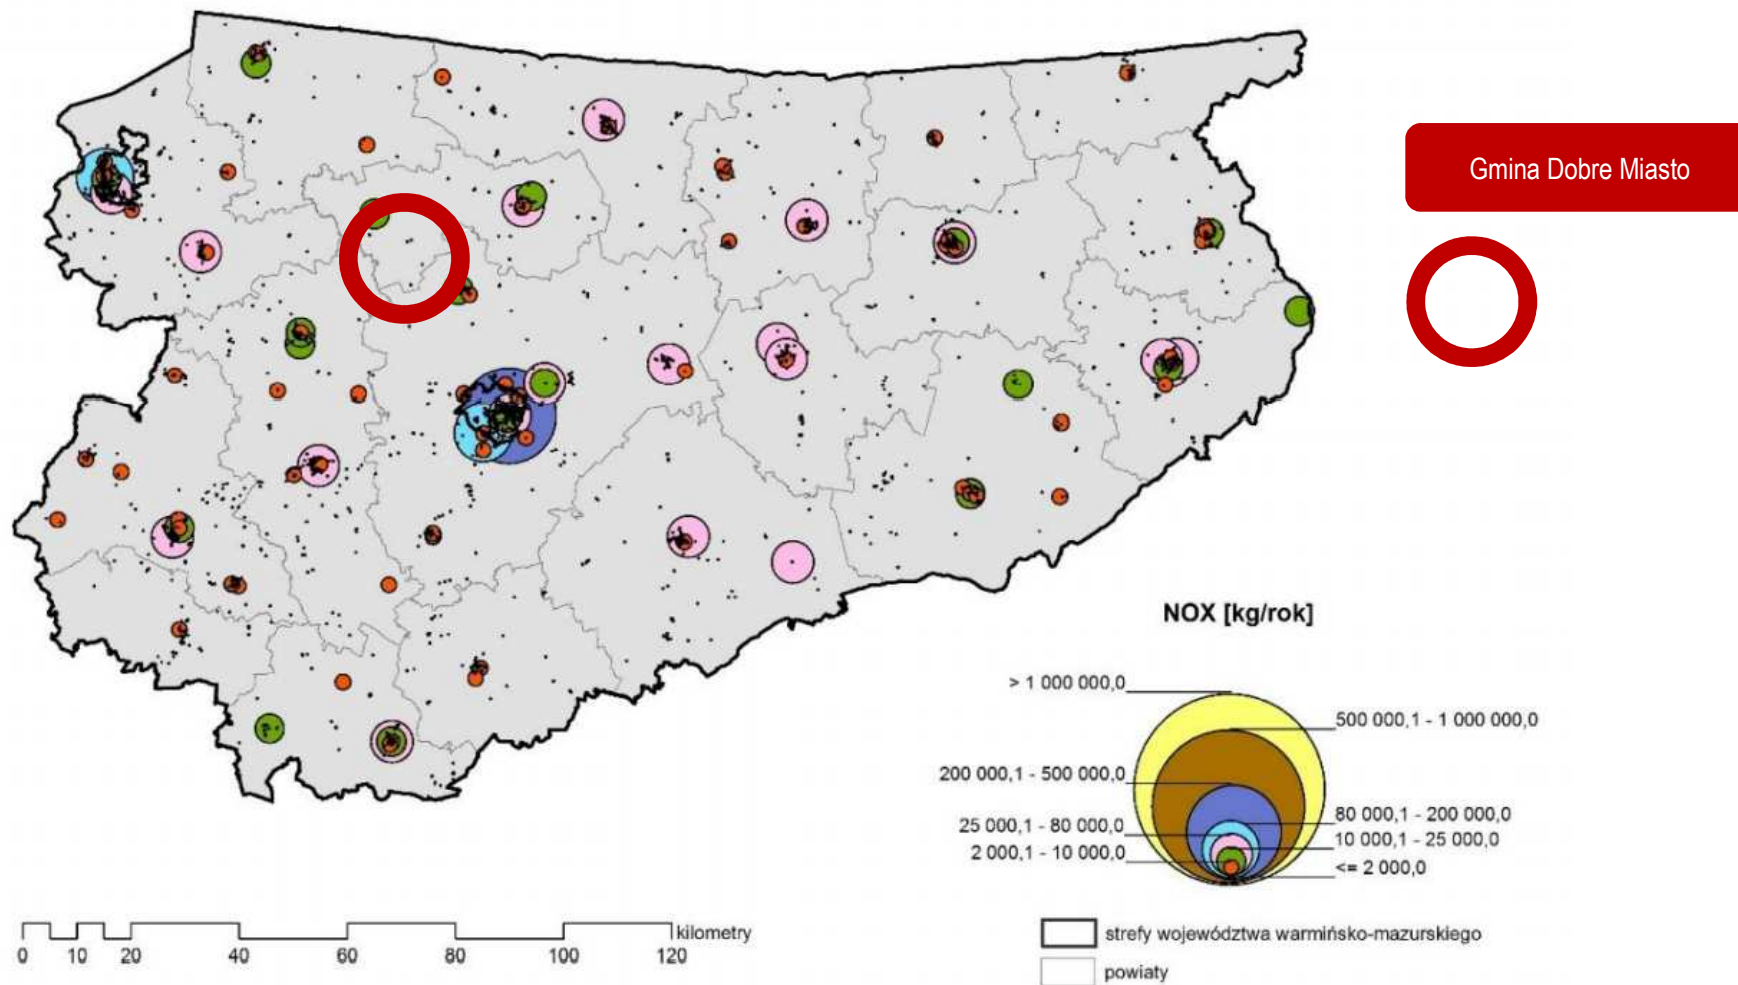 Gmina Dobre Miasto
NOX [kg/rok]
> 1 000 000,0
500 000,1 - 1 000 000,0
200 000,1 - 500 000,0
80 000,1 - 200 000,0
25 000,1 - 80 000,0
10 000,1 - 25 000,0
2 000,1 - 10 000,0
<= 2 000,0
kilometry
0 10 20 40 60 80 100 120
strefy województwa warmińsko-mazurskiego
powiaty